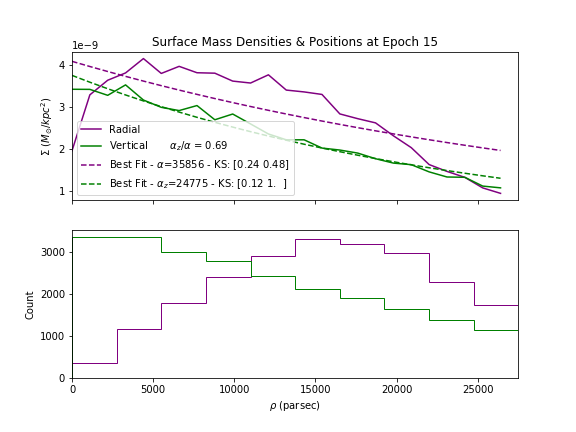 Surface Mass Densities & Positions at Epoch 15
1e−9
4
3
2
1
Σ (M⊙/kpc²)
Radial
Vertical αz/α = 0.69
Best Fit - α=35856 - KS: [0.24 0.48]
Best Fit - αz=24775 - KS: [0.12 1. ]
3000
2000
1000
0
Count
0 5000 10000 15000 20000 25000
ρ (parsec)